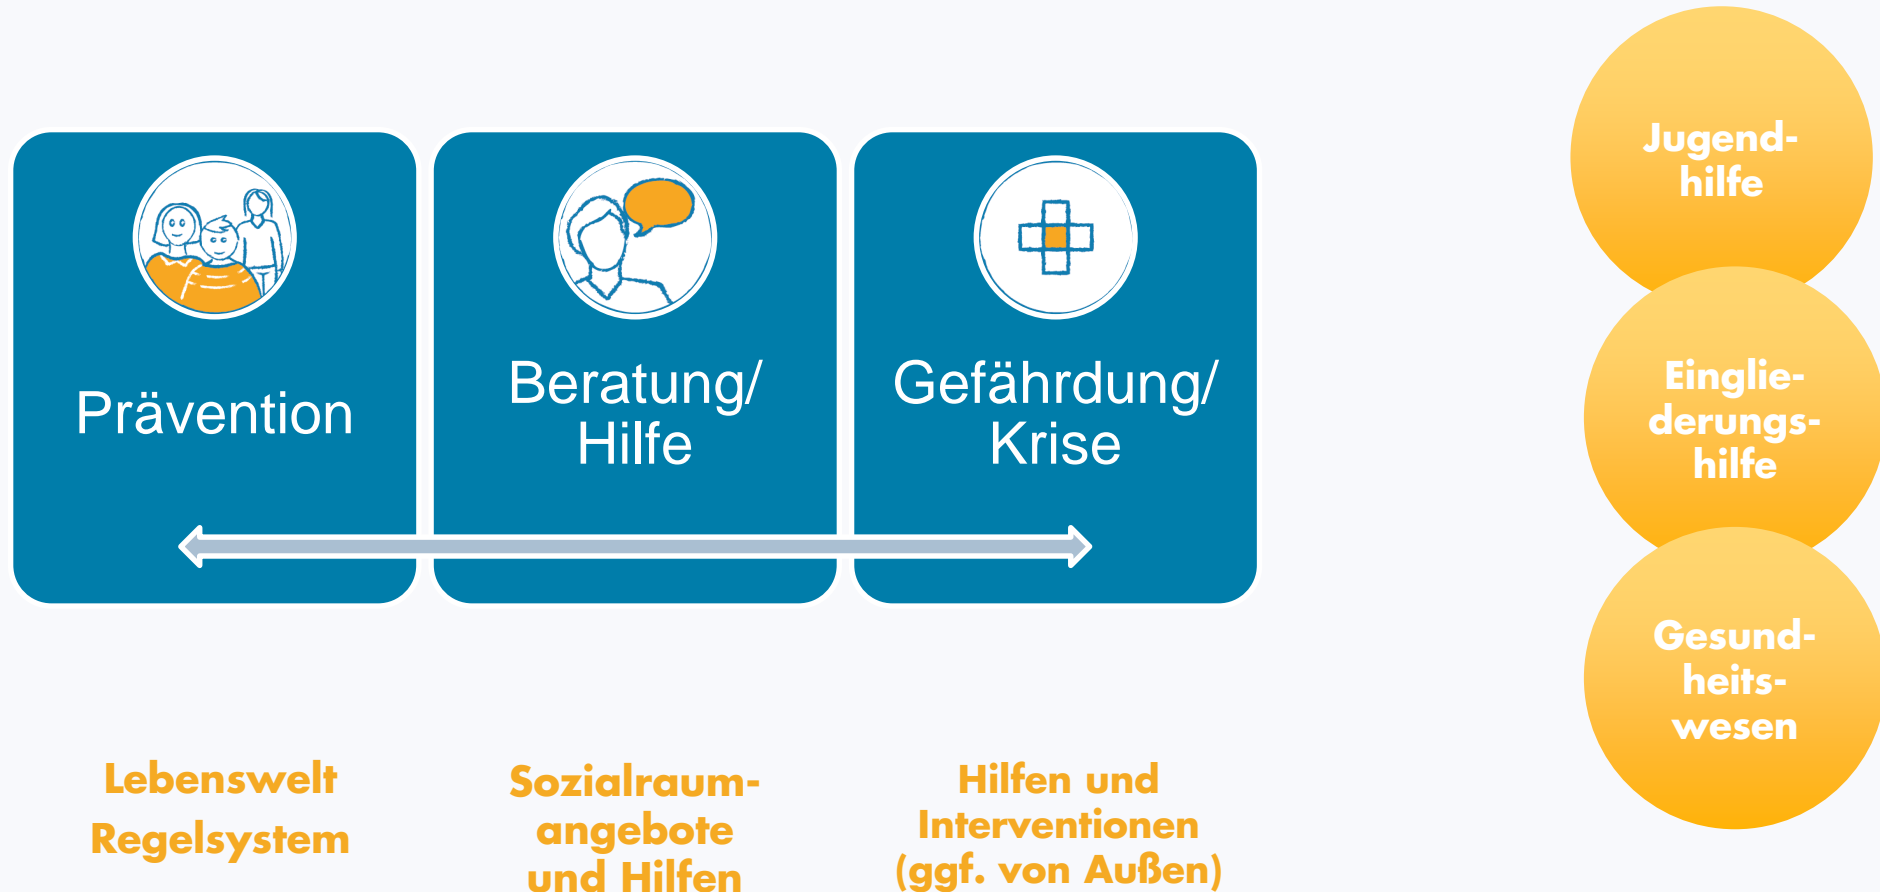 Prävention
Beratung/
Hilfe
Gefährdung/
Krise
Lebenswelt
Regelsystem
Sozialraum-
angebote
und Hilfen
Hilfen und
Interventionen
(ggf. von Außen)
Jugend-
hilfe
Einglie-
derungs-
hilfe
Gesund-
heits-
wesen